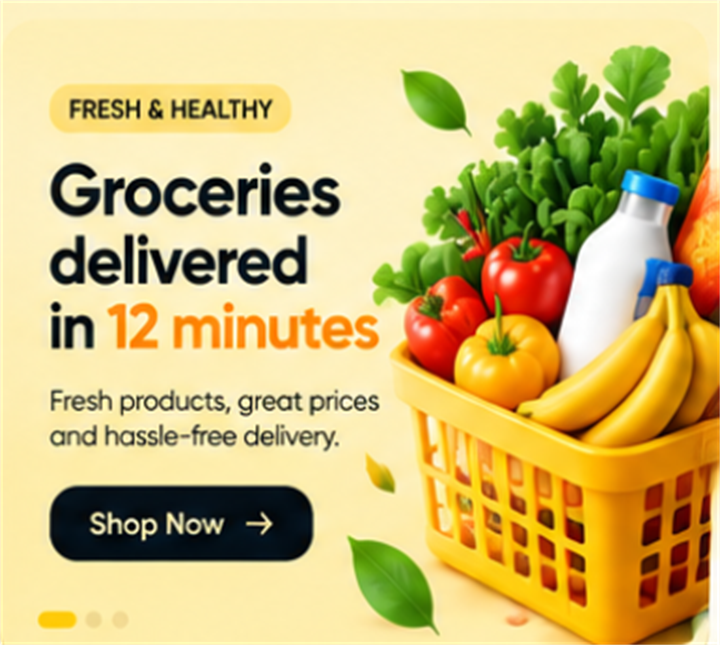 FRESH & HEALTHY
Groceries
delivered
in 12 minutes
Fresh products, great prices
and hassle-free delivery.
Shop Now →